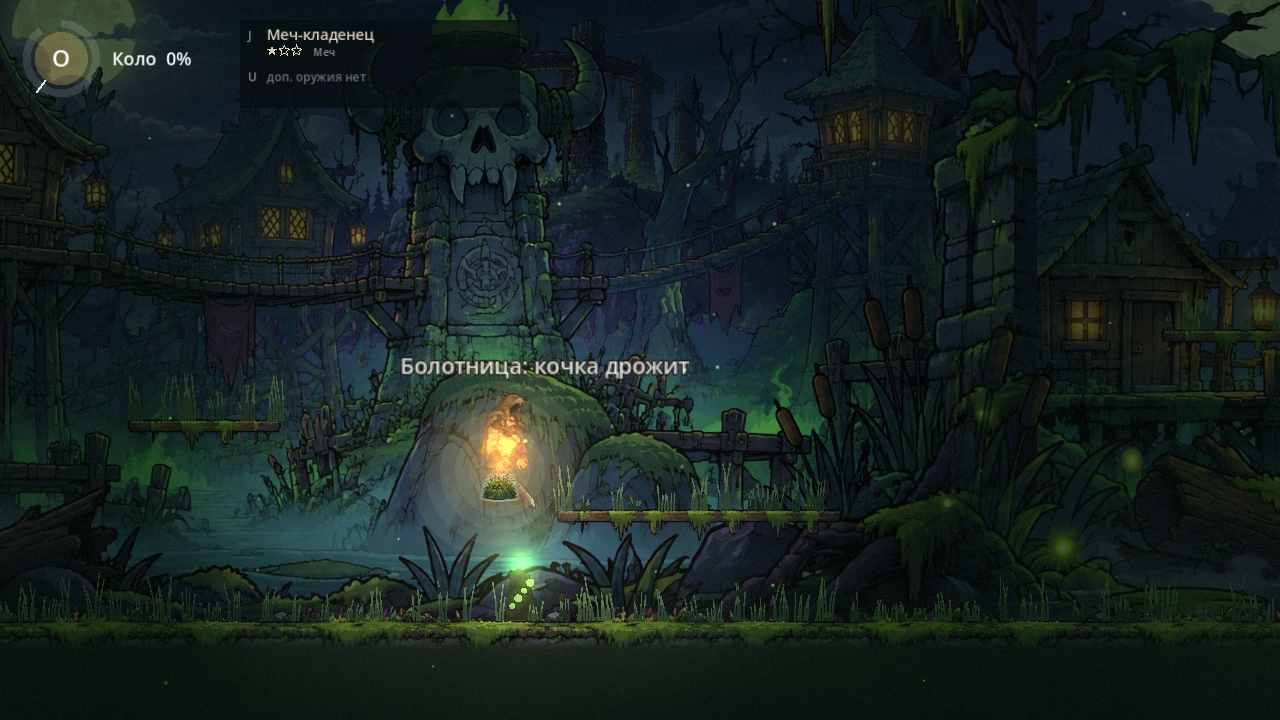 О
Коло 0%
J Меч-кладенец
★☆☆ Меч
U доп. оружия нет
Болотница: кочка дрожит